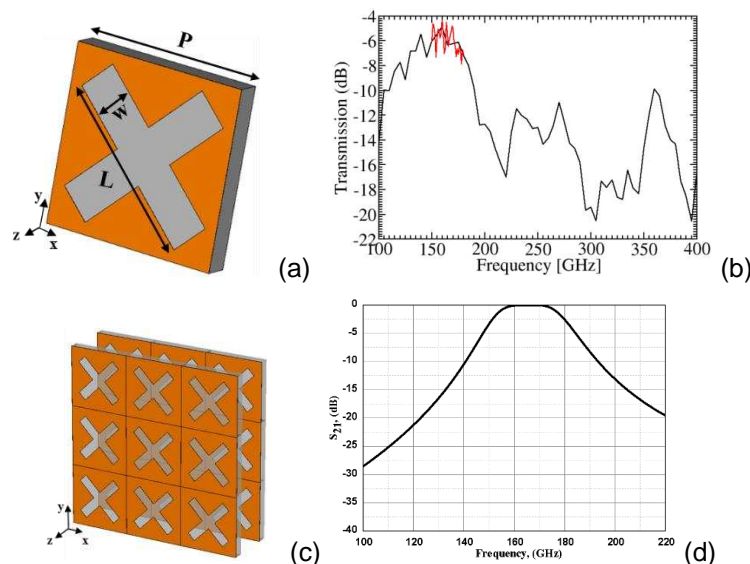 P
w
L
y
z
x
(a)
Transmission (dB)
-4
-6
-8
-10
-12
-14
-16
-18
-20
-22
100
150
200
250
300
350
400
Frequency [GHz]
(b)
y
z
x
(c)
S21, (dB)
0
-5
-10
-15
-20
-25
-30
-35
-40
100
120
140
160
180
200
220
Frequency, (GHz)
(d)